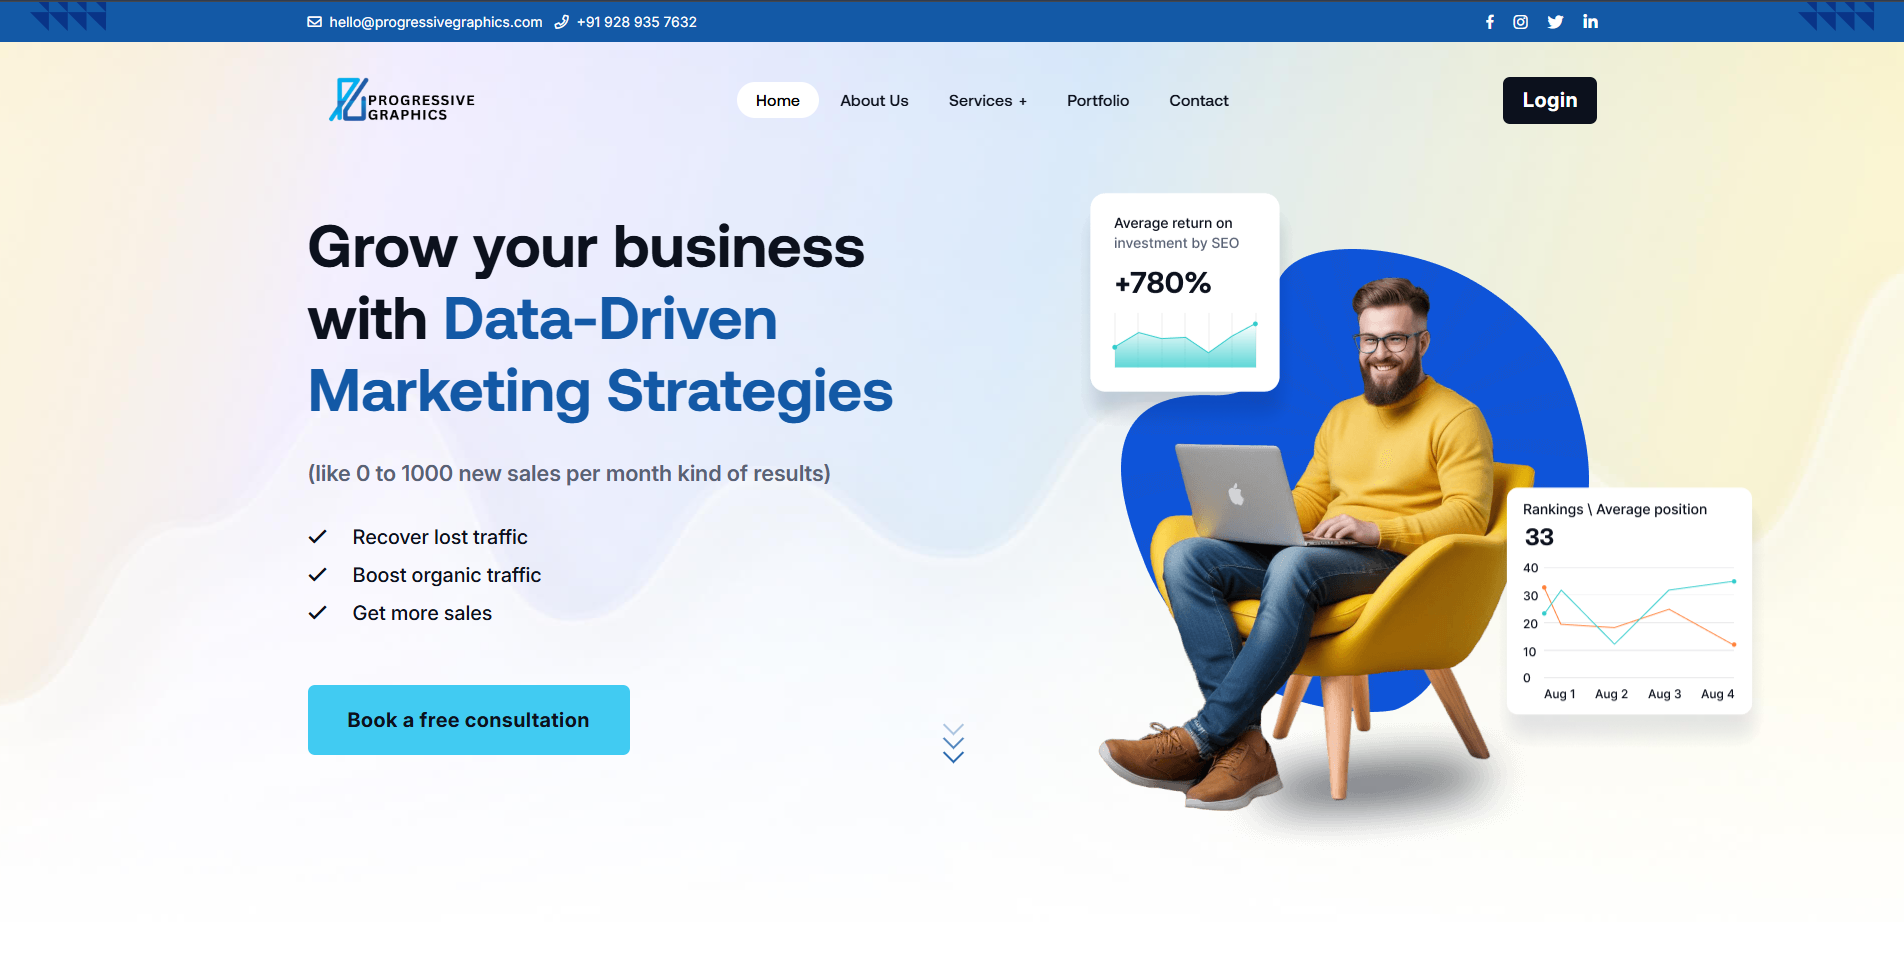 hello@progressivegraphics.com +91 928 935 7632
PROGRESSIVE
GRAPHICS
Home About Us Services + Portfolio Contact
Login
Grow your business
with Data-Driven
Marketing Strategies
(like 0 to 1000 new sales per month kind of results)
Recover lost traffic
Boost organic traffic
Get more sales
Book a free consultation
Average return on
investment by SEO
+780%
Rankings \ Average position
33
40
30
20
10
0
Aug 1 Aug 2 Aug 3 Aug 4